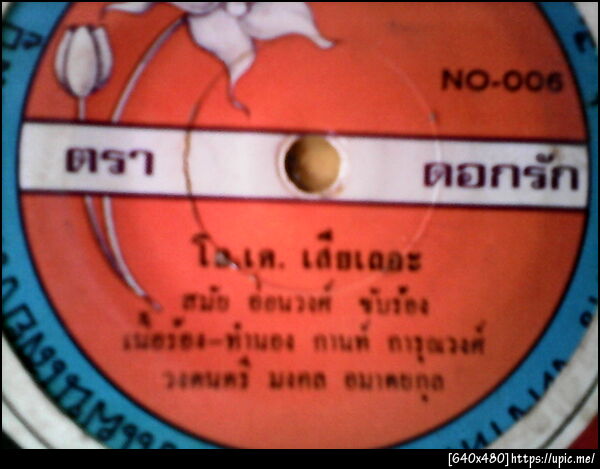 NO-006
ตรา ดอกรัก
โอ.เค. เสียเถอะ
สมัย อ่อนวงศ์ ขับร้อง
เนื้อร้อง-ทำนอง กานท์ การุณวงศ์
วงดนตรี มงคล อมาตยกุล
[640x480]https://upic.me/